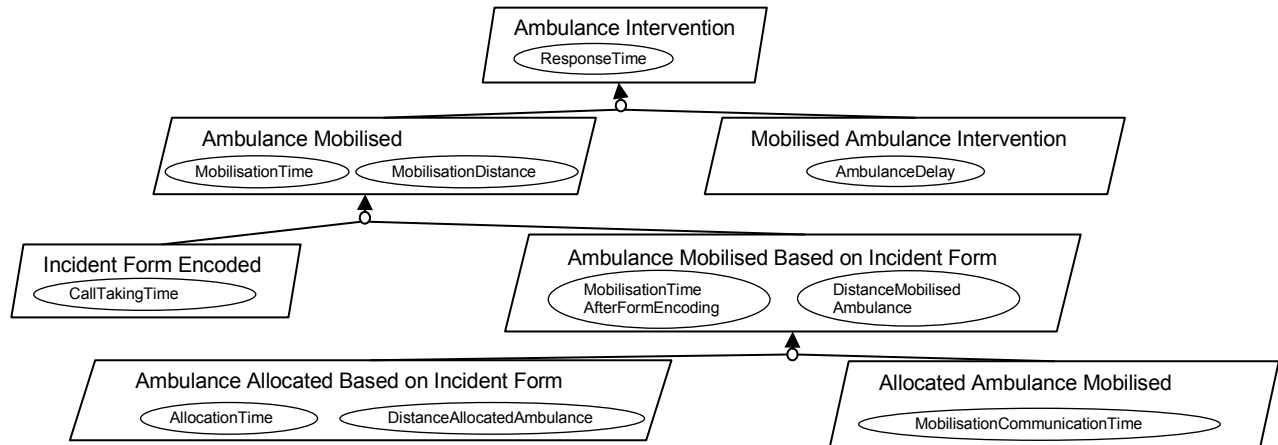 Ambulance Intervention
ResponseTime
Ambulance Mobilised
MobilisationTime
MobilisationDistance
Mobilised Ambulance Intervention
AmbulanceDelay
Incident Form Encoded
CallTakingTime
Ambulance Mobilised Based on Incident Form
MobilisationTime
AfterFormEncoding
DistanceMobilised
Ambulance
Ambulance Allocated Based on Incident Form
AllocationTime
DistanceAllocatedAmbulance
Allocated Ambulance Mobilised
MobilisationCommunicationTime